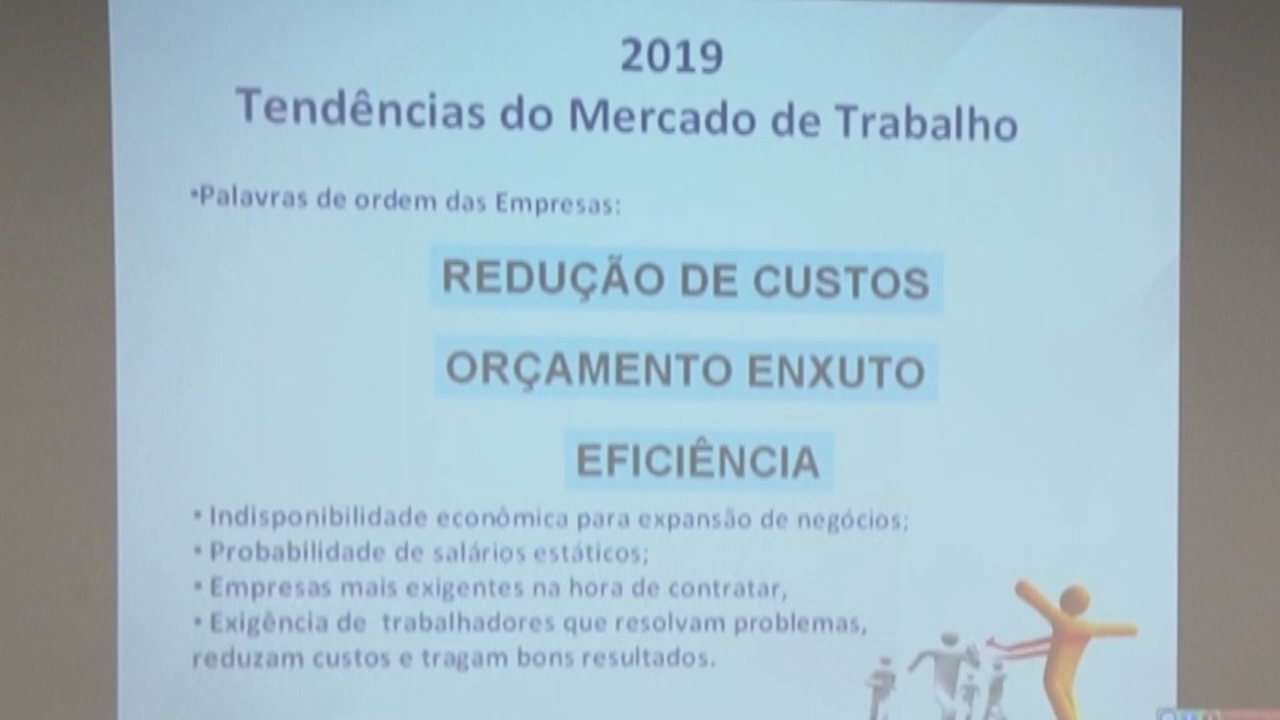 2019
Tendências do Mercado de Trabalho
•Palavras de ordem das Empresas:
REDUÇÃO DE CUSTOS
ORÇAMENTO ENXUTO
EFICIÊNCIA
• Indisponibilidade econômica para expansão de negócios;
• Probabilidade de salários estáticos;
• Empresas mais exigentes na hora de contratar,
• Exigência de  trabalhadores que resolvam problemas,
reduzam custos e tragam bons resultados.